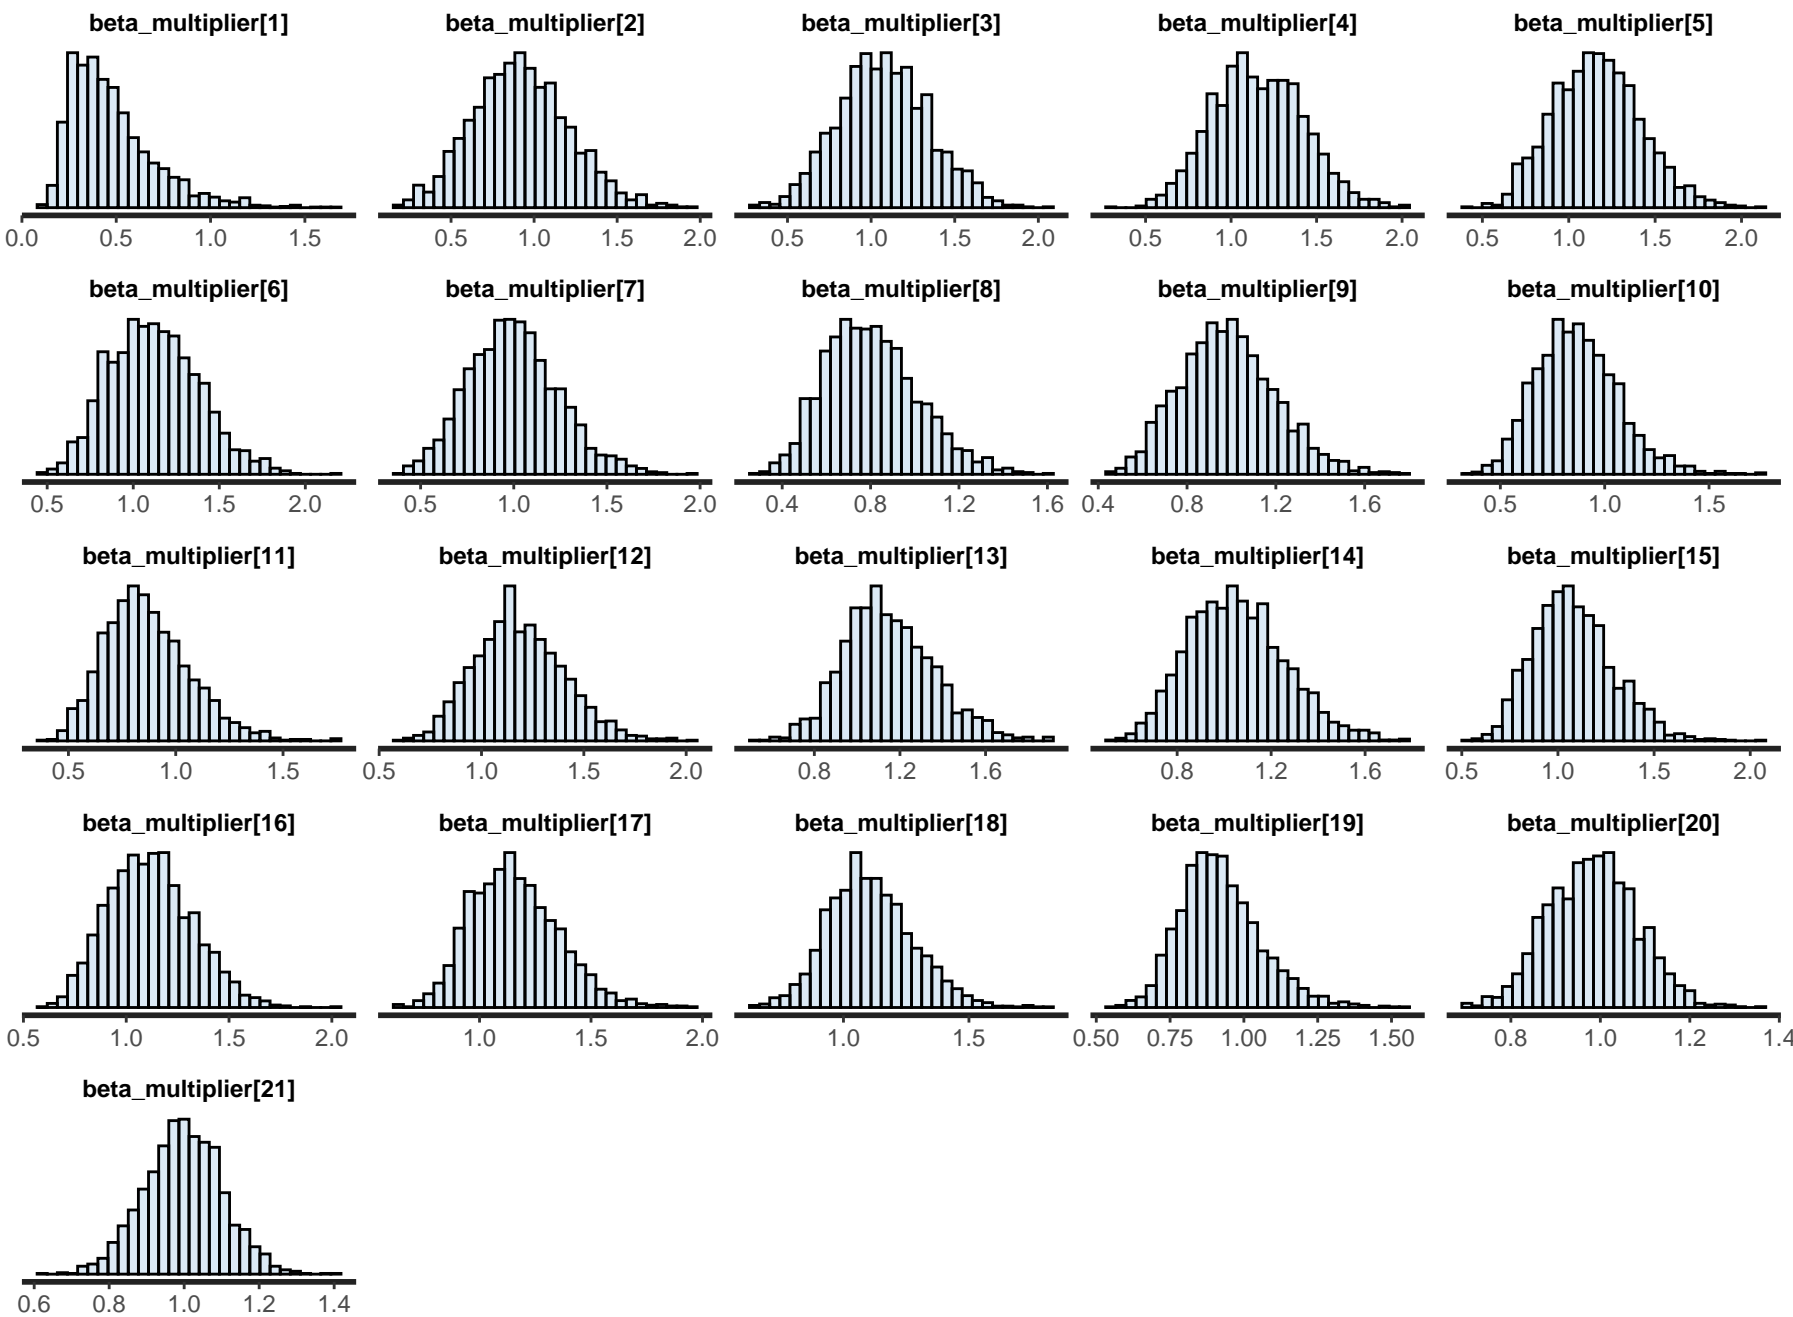 beta_multiplier[1] beta_multiplier[2] beta_multiplier[3] beta_multiplier[4] beta_multiplier[5]
0.0 0.5 1.0 1.5 0.5 1.0 1.5 2.0 0.5 1.0 1.5 2.0 0.5 1.0 1.5 2.0 0.5 1.0 1.5 2.0
beta_multiplier[6] beta_multiplier[7] beta_multiplier[8] beta_multiplier[9] beta_multiplier[10]
0.5 1.0 1.5 2.0 0.5 1.0 1.5 2.0 0.4 0.8 1.2 1.6 0.4 0.8 1.2 1.6 0.5 1.0 1.5
beta_multiplier[11] beta_multiplier[12] beta_multiplier[13] beta_multiplier[14] beta_multiplier[15]
0.5 1.0 1.5 0.5 1.0 1.5 2.0 0.8 1.2 1.6 0.8 1.2 1.6 0.5 1.0 1.5 2.0
beta_multiplier[16] beta_multiplier[17] beta_multiplier[18] beta_multiplier[19] beta_multiplier[20]
0.5 1.0 1.5 2.0 1.0 1.5 2.0 1.0 1.5 0.50 0.75 1.00 1.25 1.50 0.8 1.0 1.2 1.4
beta_multiplier[21]
0.6 0.8 1.0 1.2 1.4